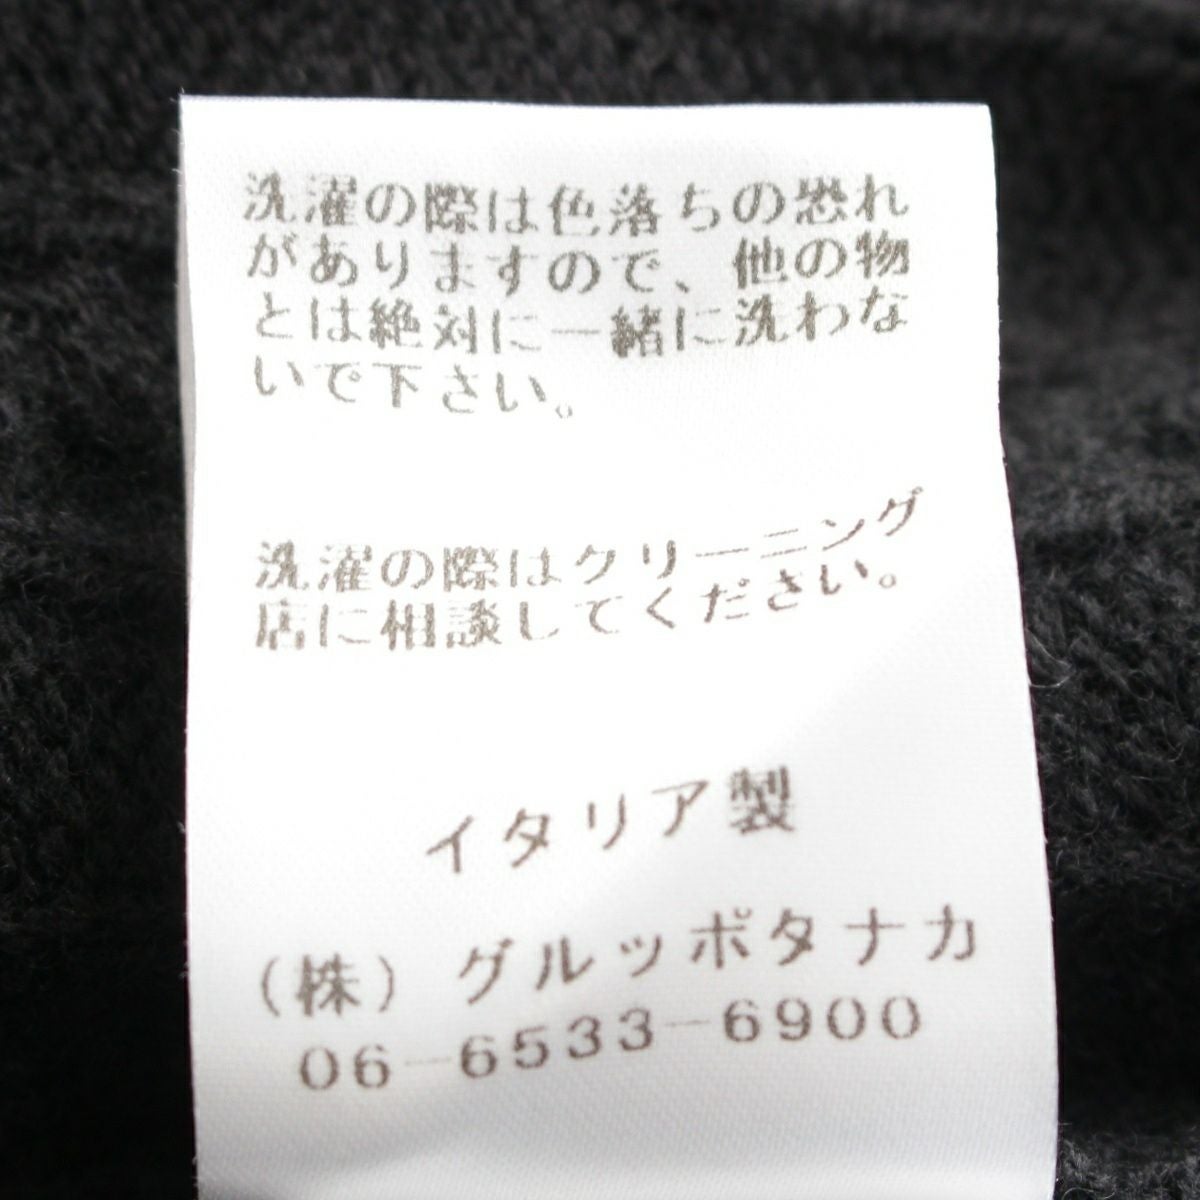 洗濯の際は色落ちの恐れ
がありますので、他の物
とは絶対に一緒に洗わな
いで下さい。
洗濯の際はクリーニング
店に相談してください。
イタリア製
（株）グルッポタナカ
06-6533-6900